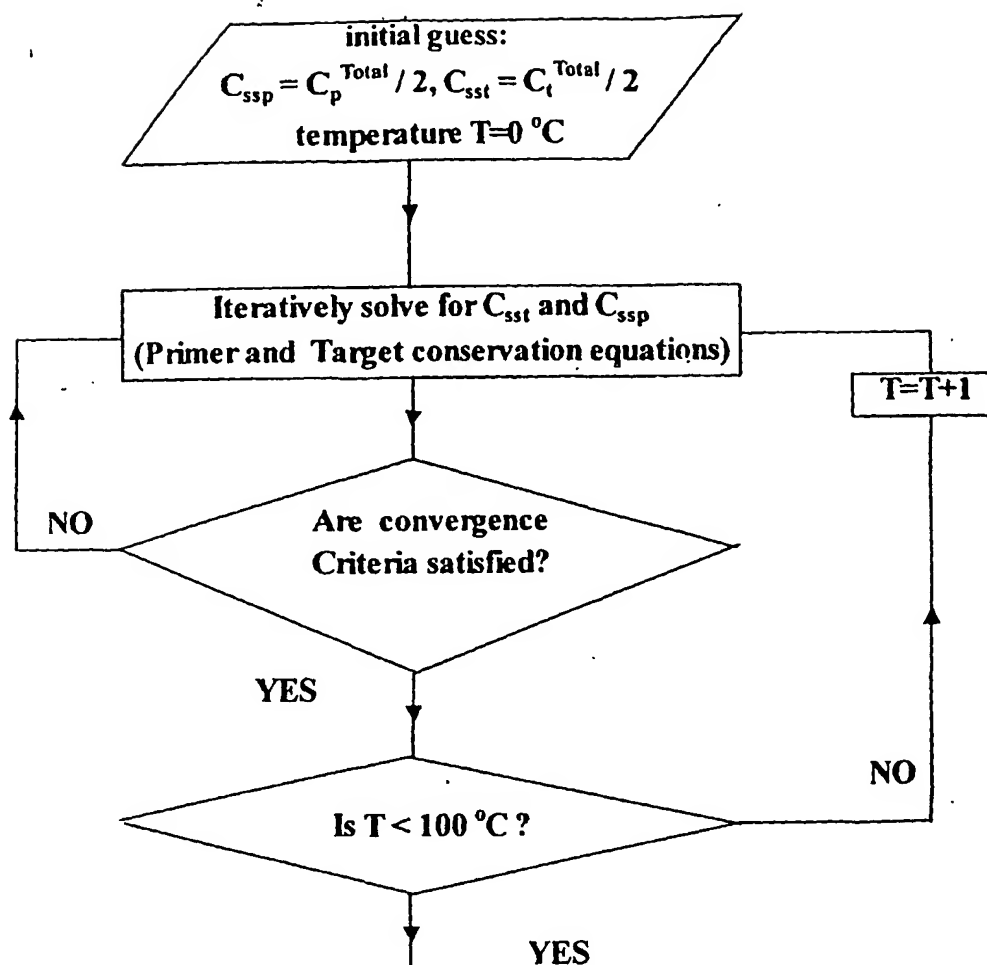 initial guess:
C_ssp = C_p^Total / 2, C_sst = C_t^Total / 2
temperature T=0 °C
Iteratively solve for C_sst and C_ssp
(Primer and Target conservation equations)
T=T+1
NO
Are convergence
Criteria satisfied?
YES
NO
Is T < 100 °C ?
YES